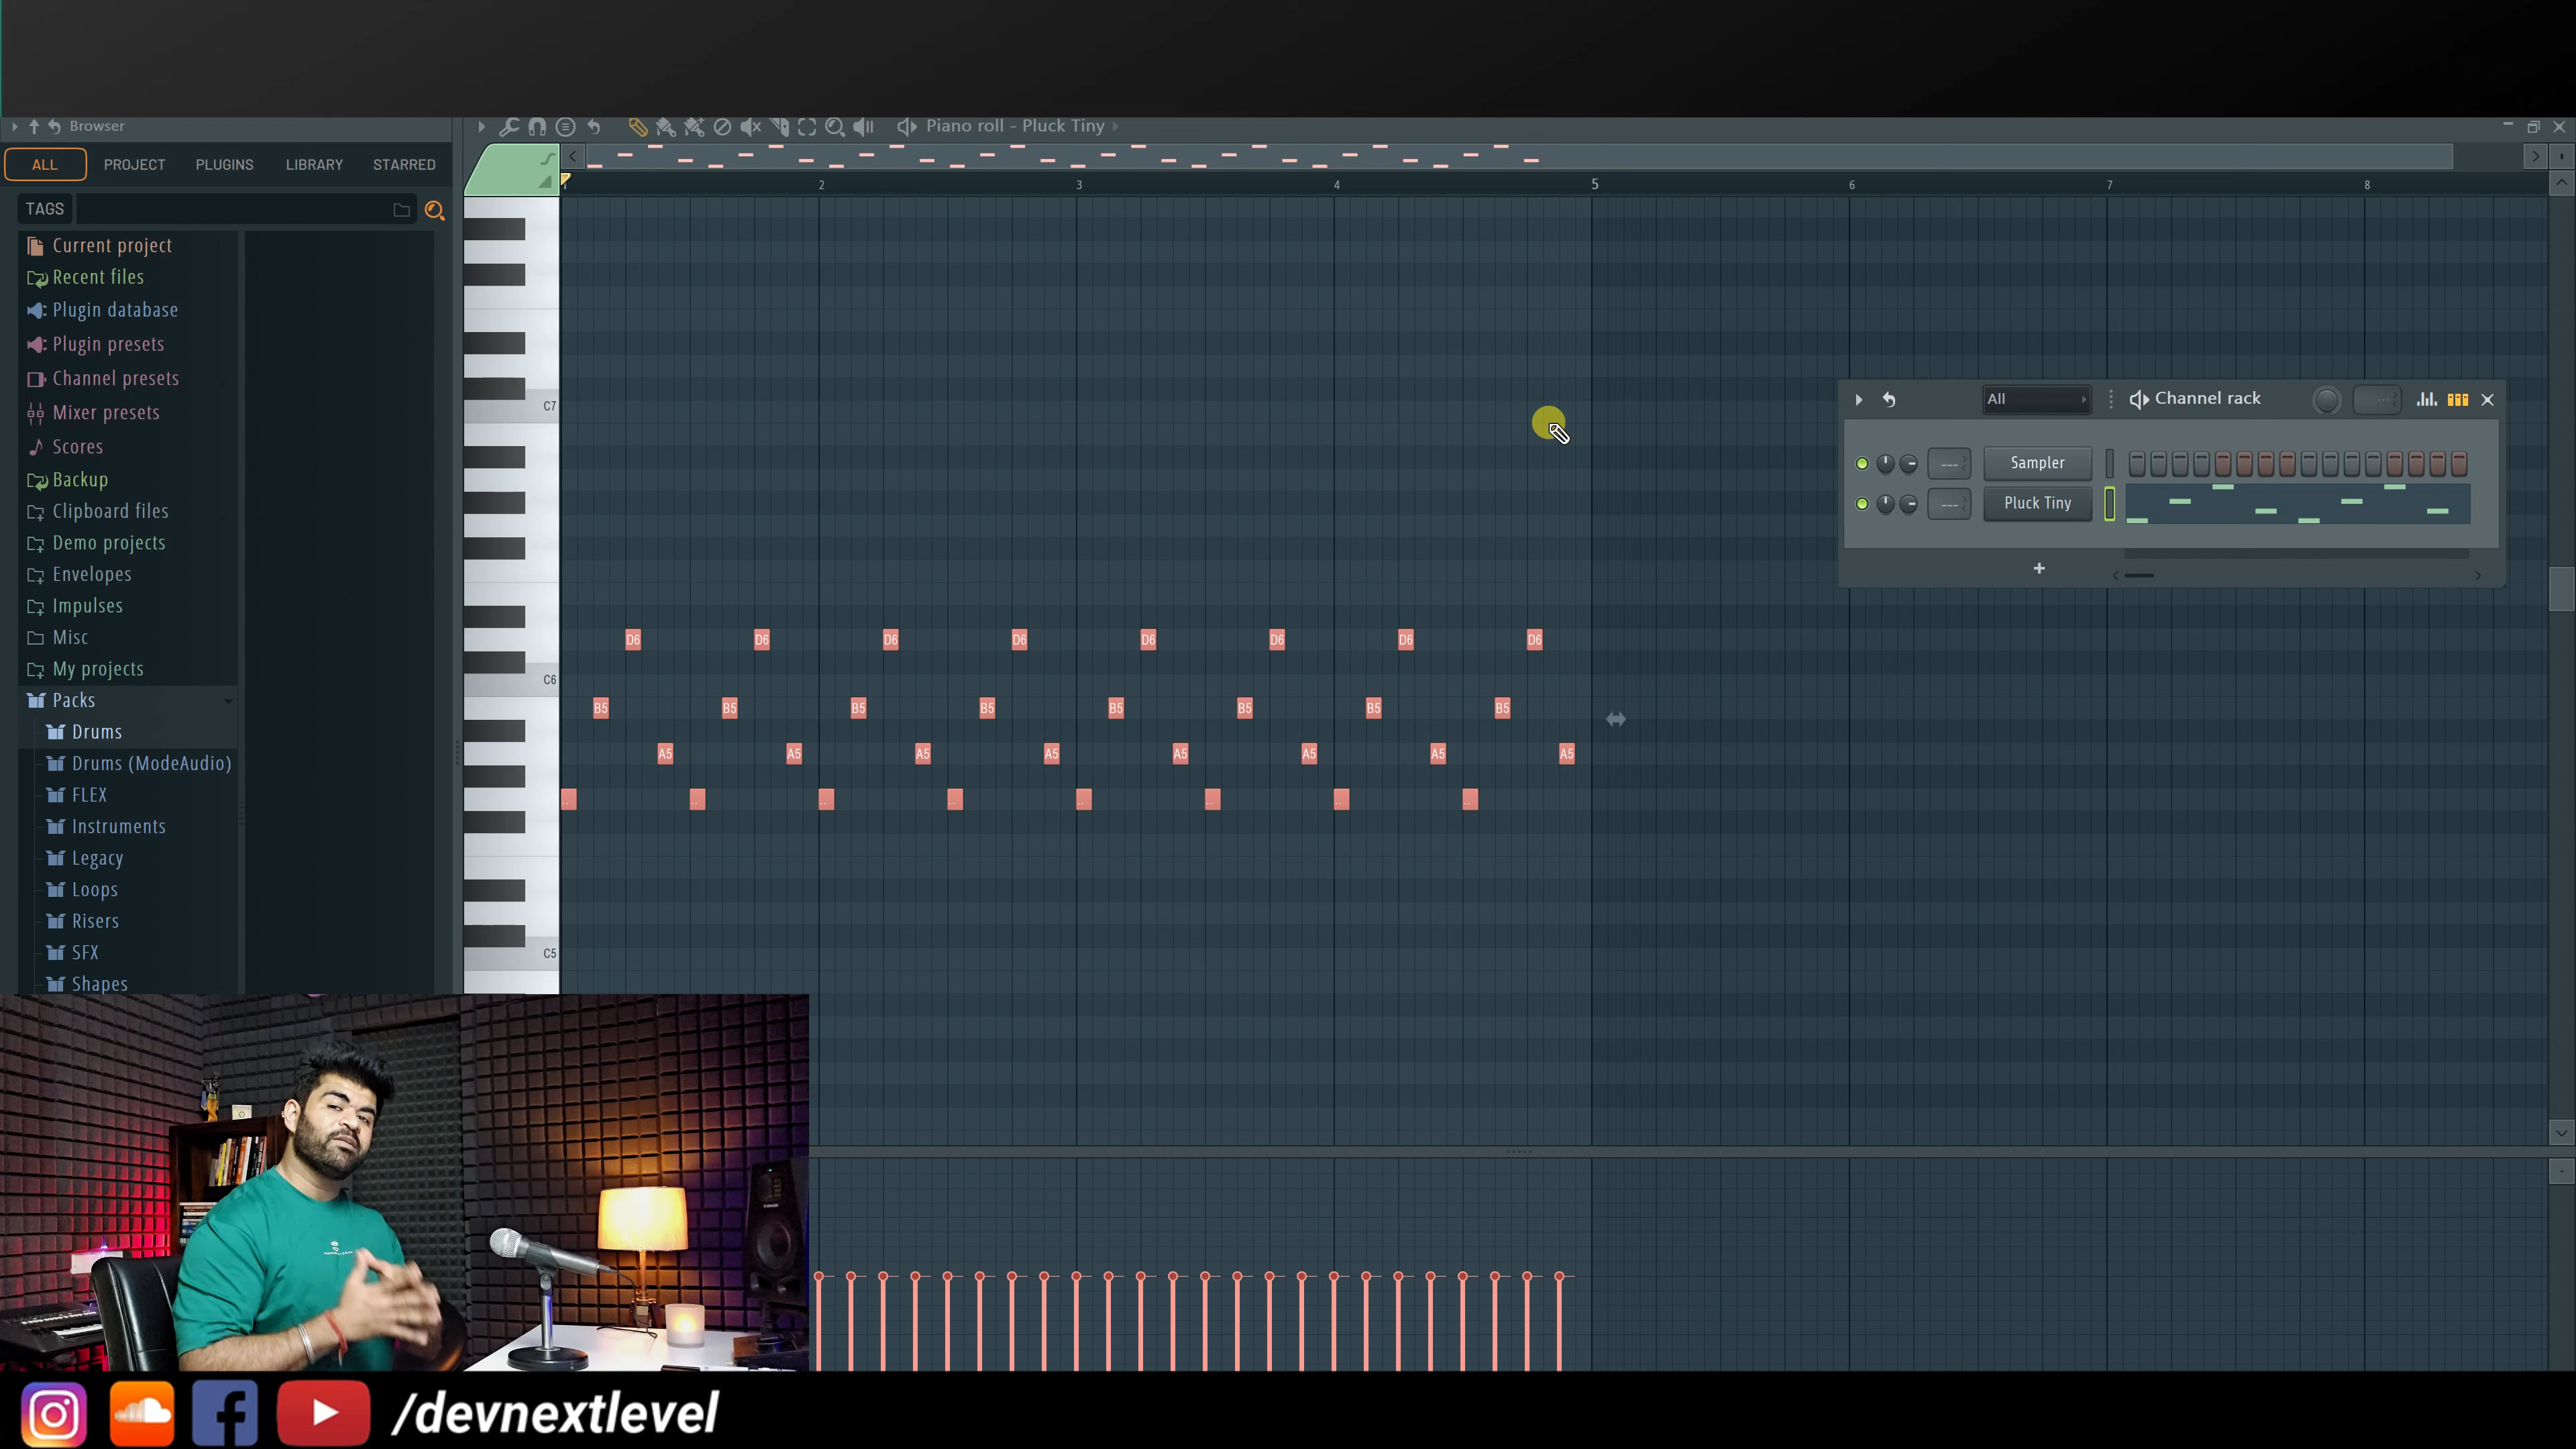 Browser
Piano roll - Pluck Tiny
ALL PROJECT PLUGINS LIBRARY STARRED
2 3 4 5 6 7 8
TAGS
Current project
Recent files
Plugin database
Plugin presets
Channel presets
Mixer presets
Scores
Backup
Clipboard files
Demo projects
Envelopes
Impulses
Misc
My projects
Packs
Drums
Drums (ModeAudio)
FLEX
Instruments
Legacy
Loops
Risers
SFX
Shapes
C7
C6
C5
D6 D6 D6 D6 D6 D6 D6 D6
B5 B5 B5 B5 B5 B5 B5 B5
A5 A5 A5 A5 A5 A5 A5 A5
All Channel rack
--- Sampler
--- Pluck Tiny
+
/devnextlevel